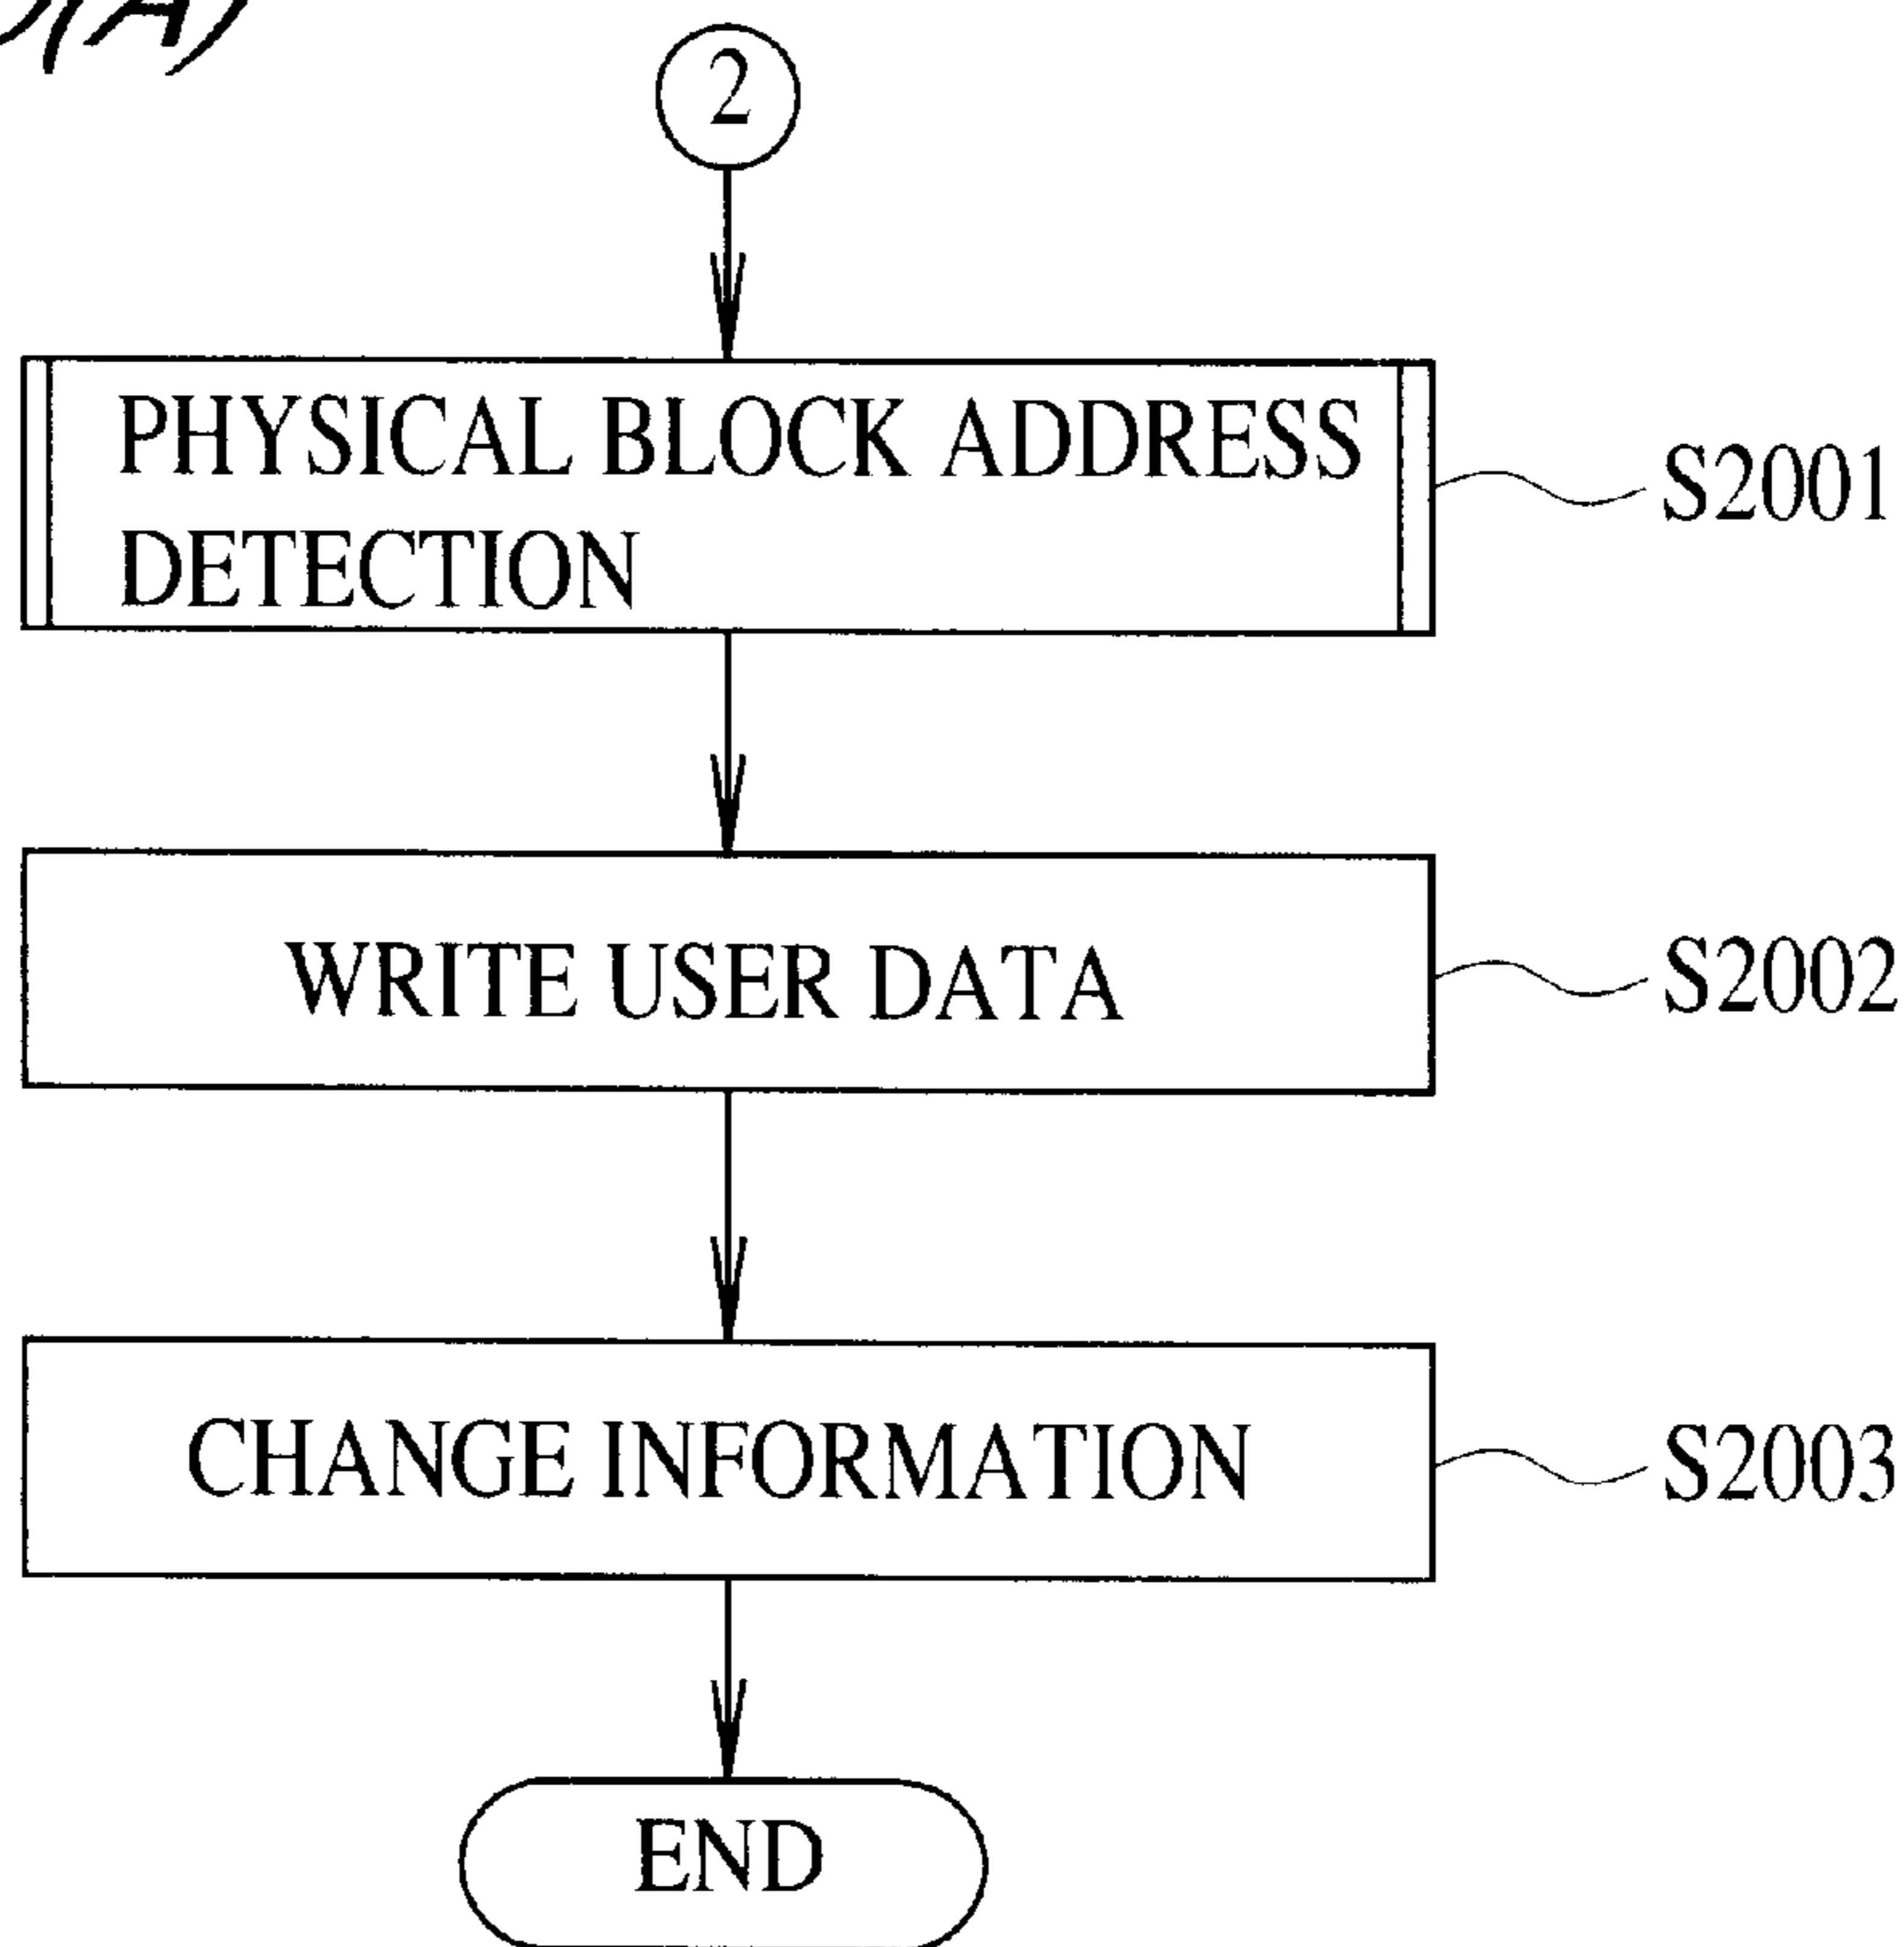 (A)
2
PHYSICAL BLOCK ADDRESS
DETECTION
S2001
WRITE USER DATA
S2002
CHANGE INFORMATION
S2003
END